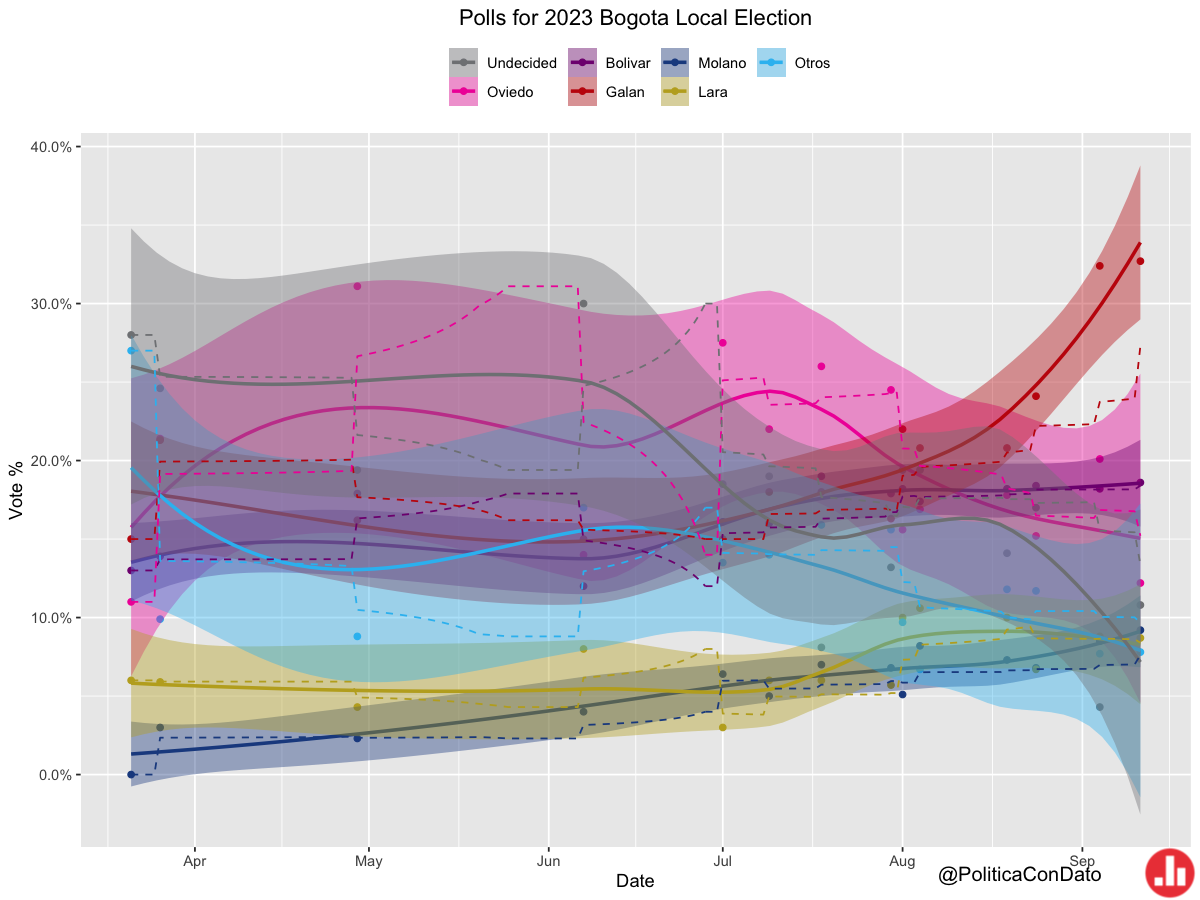 Polls for 2023 Bogota Local Election
Undecided Bolivar Molano Otros
Oviedo Galan Lara
40.0%
30.0%
20.0%
10.0%
0.0%
Vote %
Apr May Jun Jul Aug Sep
Date
@PoliticaConDato